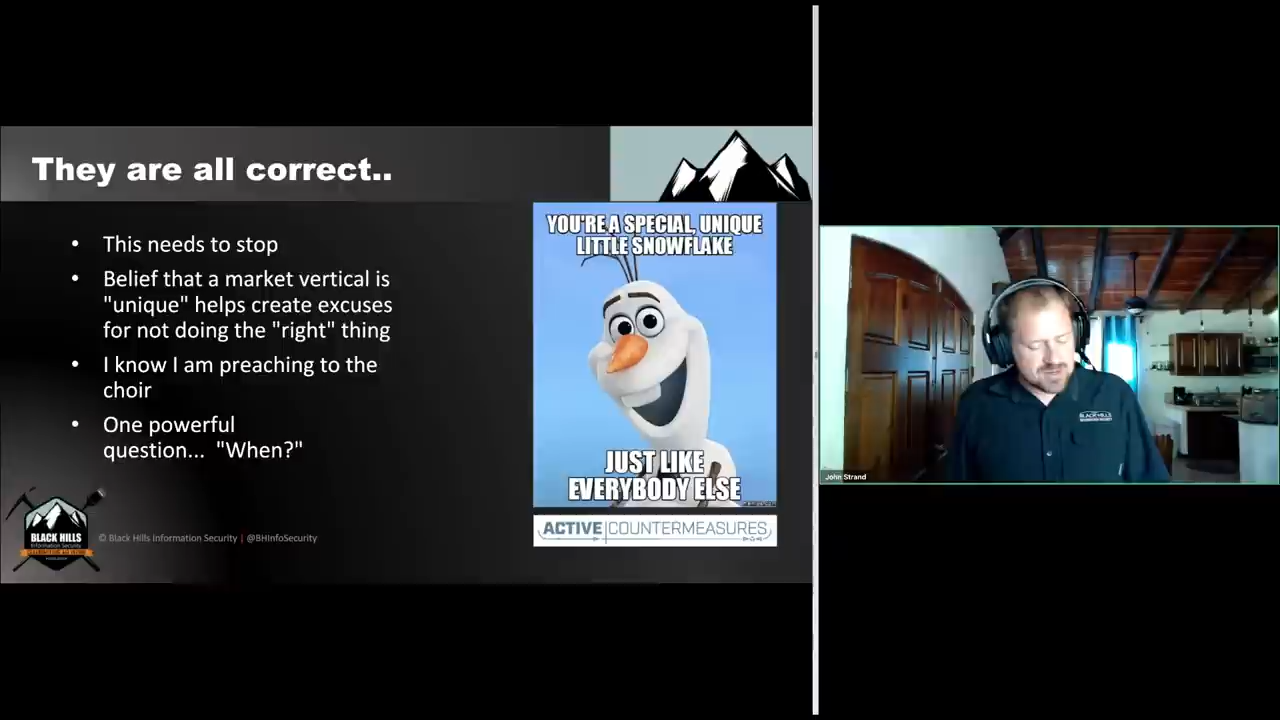 They are all correct..
• This needs to stop
• Belief that a market vertical is
"unique" helps create excuses
for not doing the "right" thing
• I know I am preaching to the
choir
• One powerful
question... "When?"
YOU'RE A SPECIAL, UNIQUE
LITTLE SNOWFLAKE
JUST LIKE
EVERYBODY ELSE
ACTIVE COUNTERMEASURES
BLACK HILLS
Information Security
© Black Hills Information Security | @BHInfoSecurity
BLACK HILLS
John Strand